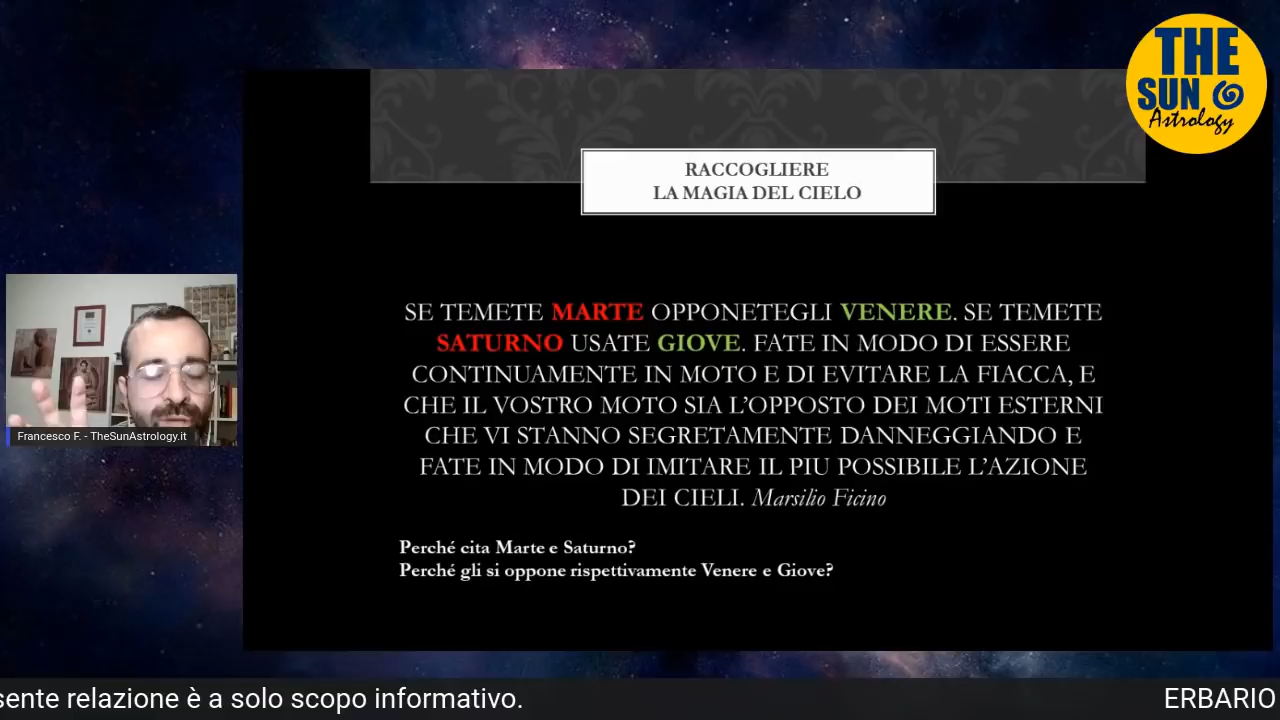 THE
SUN
Astrology
RACCOGLIERE
LA MAGIA DEL CIELO
SE TEMETE MARTE OPPONETEGLI VENERE. SE TEMETE
SATURNO USATE GIOVE. FATE IN MODO DI ESSERE
CONTINUAMENTE IN MOTO E DI EVITARE LA FIACCA, E
CHE IL VOSTRO MOTO SIA L’OPPOSTO DEI MOTI ESTERNI
CHE VI STANNO SEGRETAMENTE DANNEGGIANDO E
FATE IN MODO DI IMITARE IL PIU POSSIBILE L’AZIONE
DEI CIELI. Marsilio Ficino
Perché cita Marte e Saturno?
Perché gli si oppone rispettivamente Venere e Giove?
Francesco F. - TheSunAstrology.it
sente relazione è a solo scopo informativo.
ERBARIO